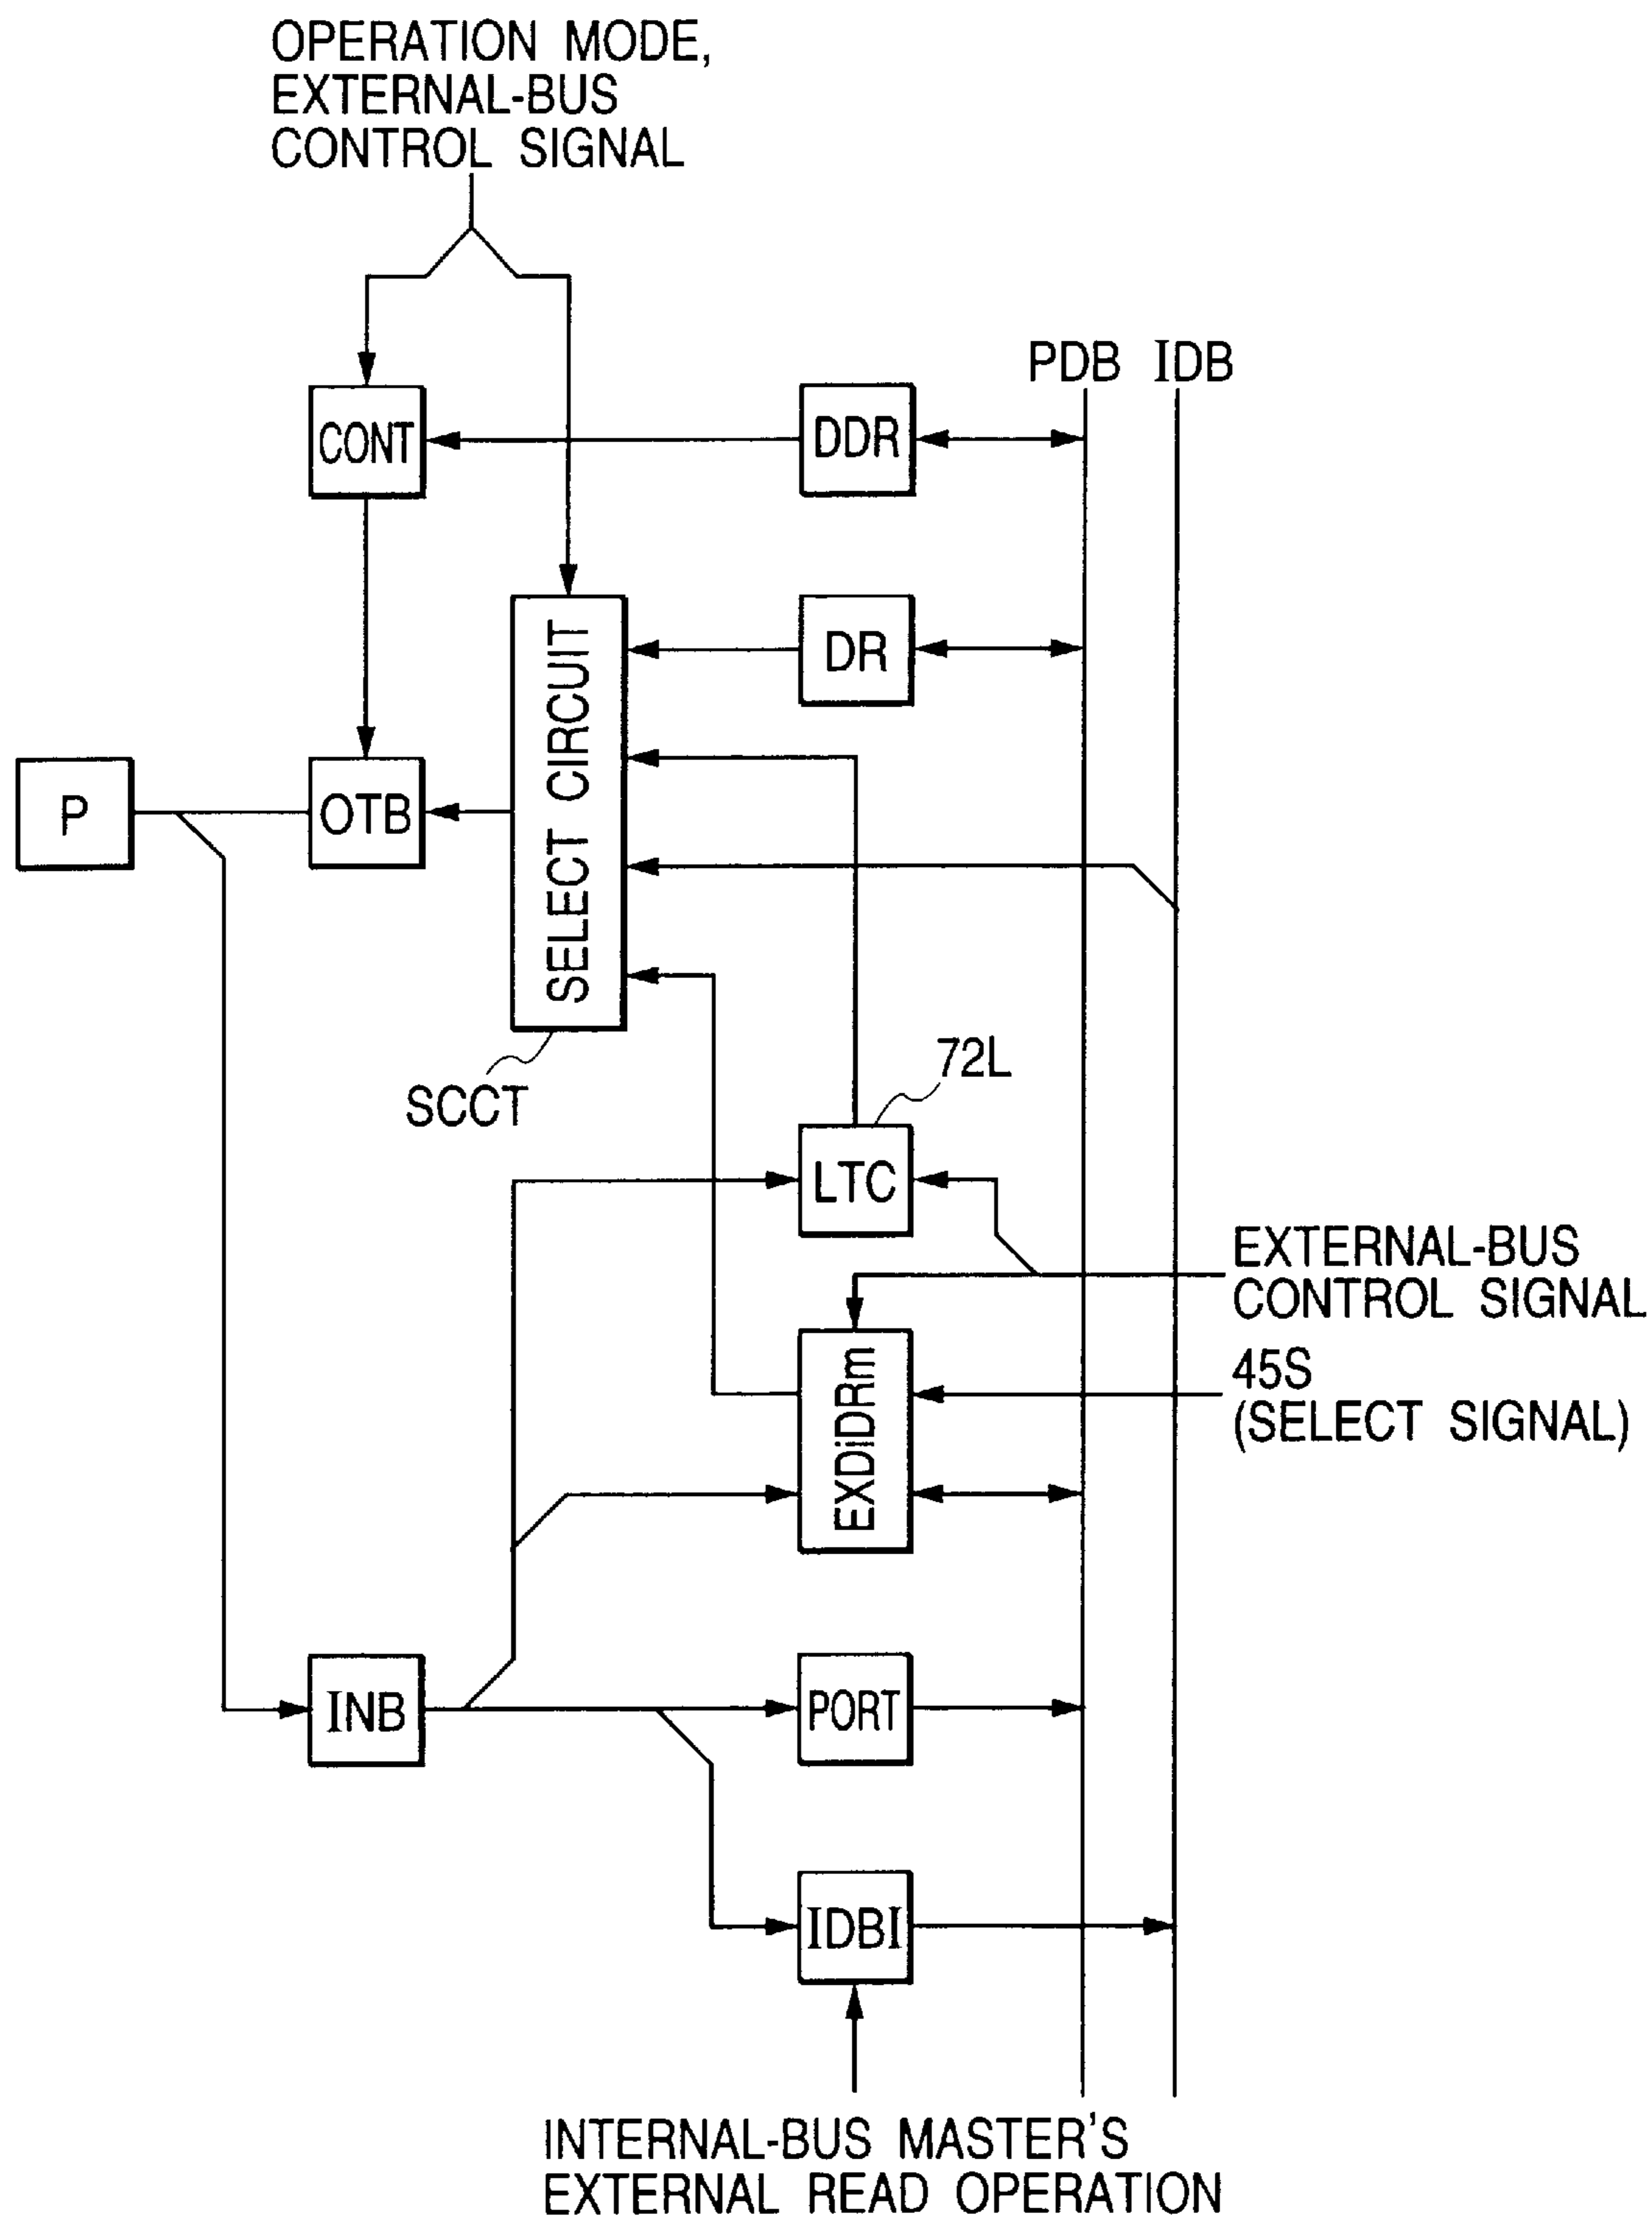 OPERATION MODE,
EXTERNAL-BUS
CONTROL SIGNAL
PDB IDB
CONT
DDR
SELECT CIRCUIT
DR
P
OTB
72L
SCCT
LTC
EXTERNAL-BUS
CONTROL SIGNAL
45S
(SELECT SIGNAL)
EXDiDRm
INB
PORT
IDBI
INTERNAL-BUS MASTER'S
EXTERNAL READ OPERATION